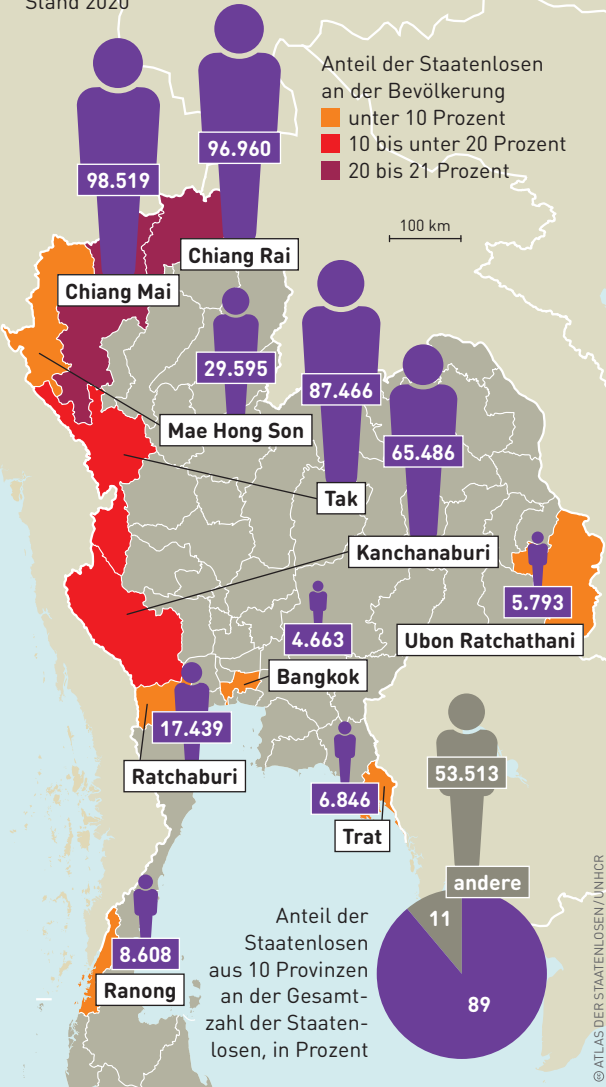 Stand 2020
Anteil der Staatenlosen
an der Bevölkerung
unter 10 Prozent
10 bis unter 20 Prozent
20 bis 21 Prozent
100 km
98.519
Chiang Mai
96.960
Chiang Rai
29.595
Mae Hong Son
87.466
Tak
65.486
Kanchanaburi
5.793
Ubon Ratchathani
4.663
Bangkok
17.439
Ratchaburi
6.846
Trat
8.608
Ranong
53.513
andere
11
89
Anteil der
Staatenlosen
aus 10 Provinzen
an der Gesamt-
zahl der Staaten-
losen, in Prozent
ATLAS DER STAATENLOSEN/UNHCR